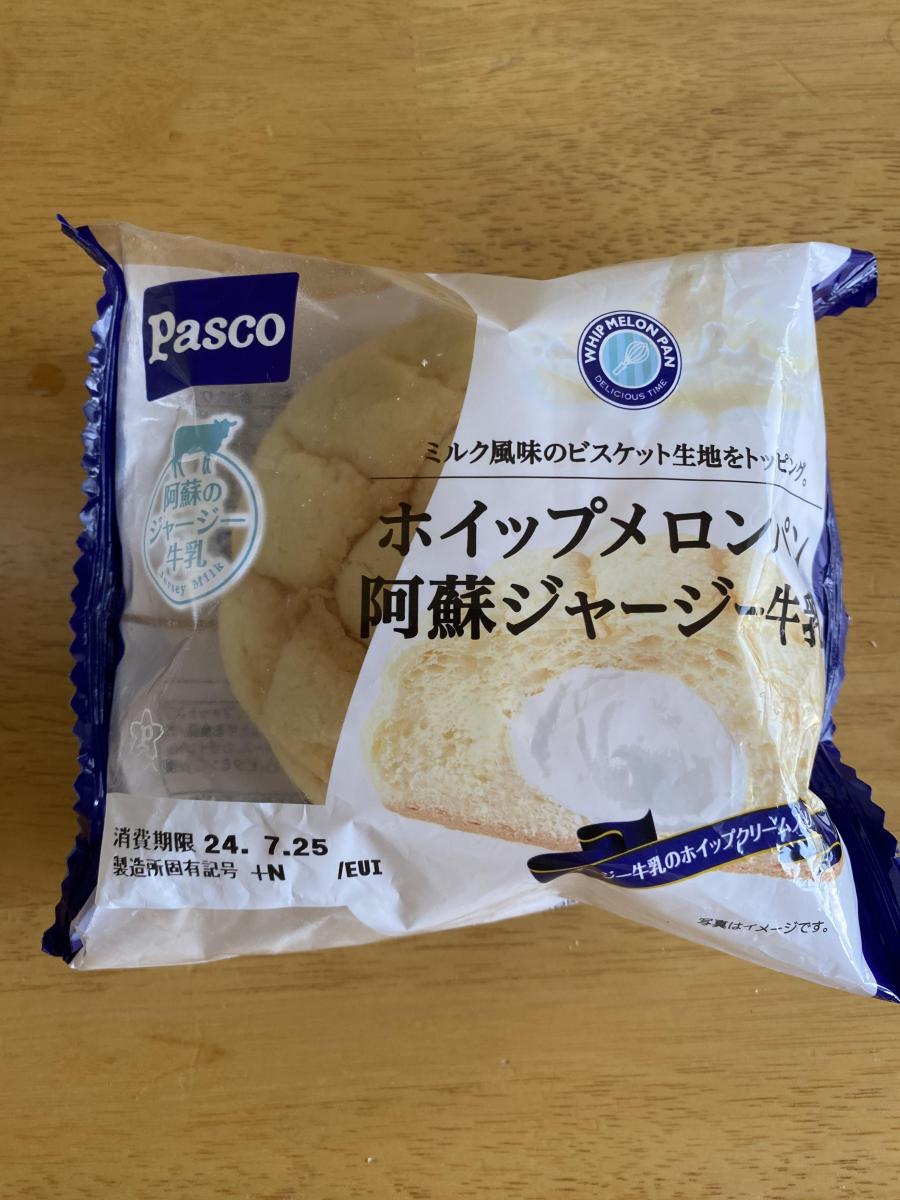 Pasco
WHIP MELON PAN
DELICIOUS TIME
ミルク風味のビスケット生地をトッピング。
ホイップメロンパン
阿蘇ジャージー牛乳
阿蘇の
ジャージー
牛乳
Jersey Milk
消費期限 24. 7.25
製造所固有記号 +N /EUI
ジー牛乳のホイップクリーム
写真はイメージです。